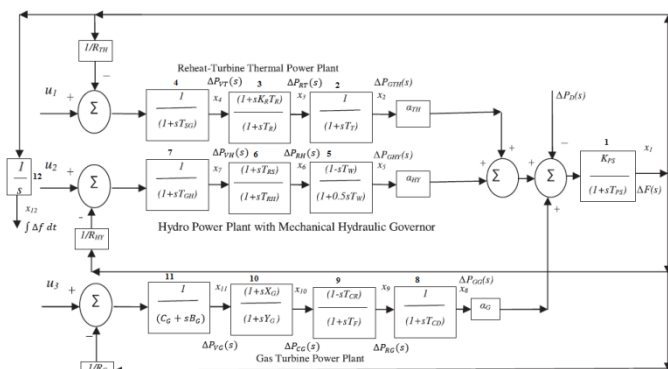 1/R_TH
Reheat-Turbine Thermal Power Plant
4 ΔP_VT(s) 3 ΔP_RT(s) 2 ΔP_GTH(s) ΔP_D(s)
u_1 + − Σ 1/(1+sT_SG) x_4 (1+sK_RT_R)/(1+sT_R) x_3 1/(1+sT_T) x_2 α_TH
1/s 12
x_12
∫ Δf dt
7 ΔP_VH(s) 6 ΔP_RH(s) 5 ΔP_GHY(s) 1
u_2 + − Σ 1/(1+sT_GH) x_7 (1+sT_RS)/(1+sT_RH) x_6 (1-sT_W)/(1+0.5sT_W) x_5 α_HY + + Σ + − + Σ K_PS/(1+sT_PS) x_1
ΔF(s)
Hydro Power Plant with Mechanical Hydraulic Governor
1/R_HY
11 10 9 8 ΔP_GG(s)
u_3 + − Σ 1/(C_G + sB_G) x_11 (1+sX_G)/(1+sY_G) x_10 (1-sT_CR)/(1+sT_F) x_9 1/(1+sT_CD) x_8 α_G
ΔP_VG(s) ΔP_CG(s) ΔP_RG(s)
Gas Turbine Power Plant